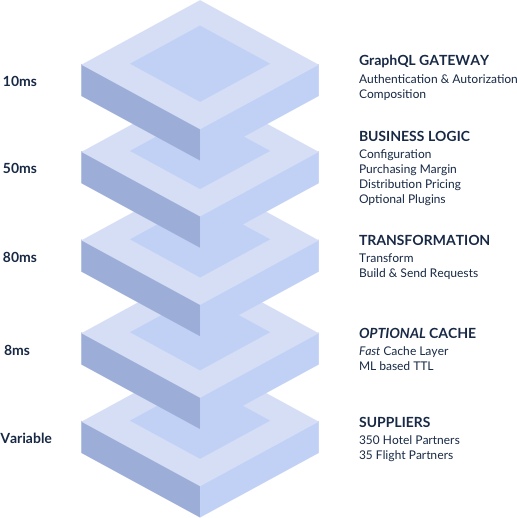 10ms
GraphQL GATEWAY
Authentication & Autorization
Composition
50ms
BUSINESS LOGIC
Configuration
Purchasing Margin
Distribution Pricing
Optional Plugins
80ms
TRANSFORMATION
Transform
Build & Send Requests
8ms
OPTIONAL CACHE
Fast Cache Layer
ML based TTL
Variable
SUPPLIERS
350 Hotel Partners
35 Flight Partners